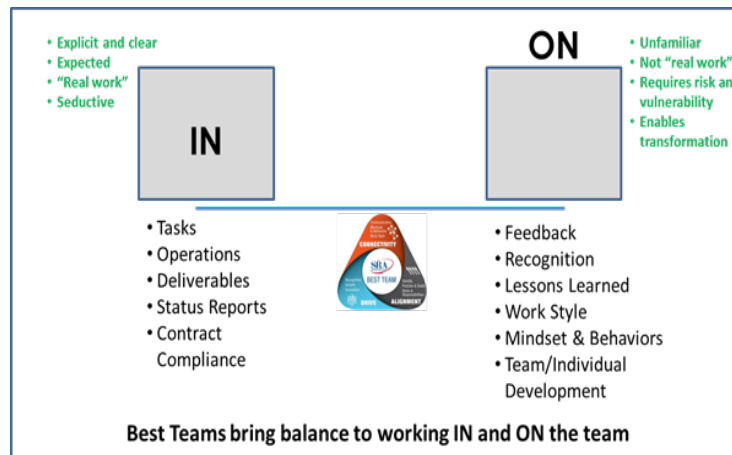 • Explicit and clear
• Expected
• “Real work”
• Seductive
IN
• Tasks
• Operations
• Deliverables
• Status Reports
• Contract
Compliance
ON
• Unfamiliar
• Not “real work”
• Requires risk an
vulnerability
• Enables
transformation
• Feedback
• Recognition
• Lessons Learned
• Work Style
• Mindset & Behaviors
• Team/Individual
Development
CONNECTIVITY
SRA
BEST TEAM
DRIVE
ALIGNMENT
Best Teams bring balance to working IN and ON the team